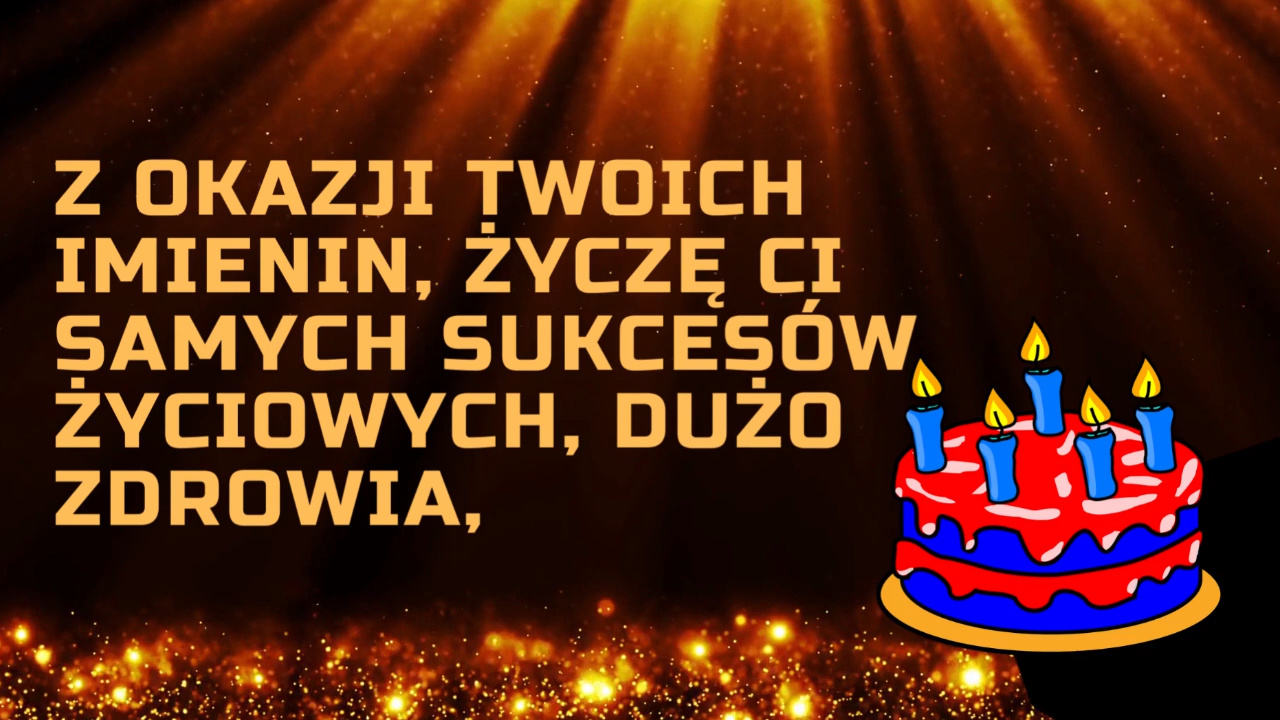 Z OKAZJI TWOICH
IMIENIN, ŻYCZĘ CI
SAMYCH SUKCESÓW
ŻYCIOWYCH, DUŻO
ZDROWIA,